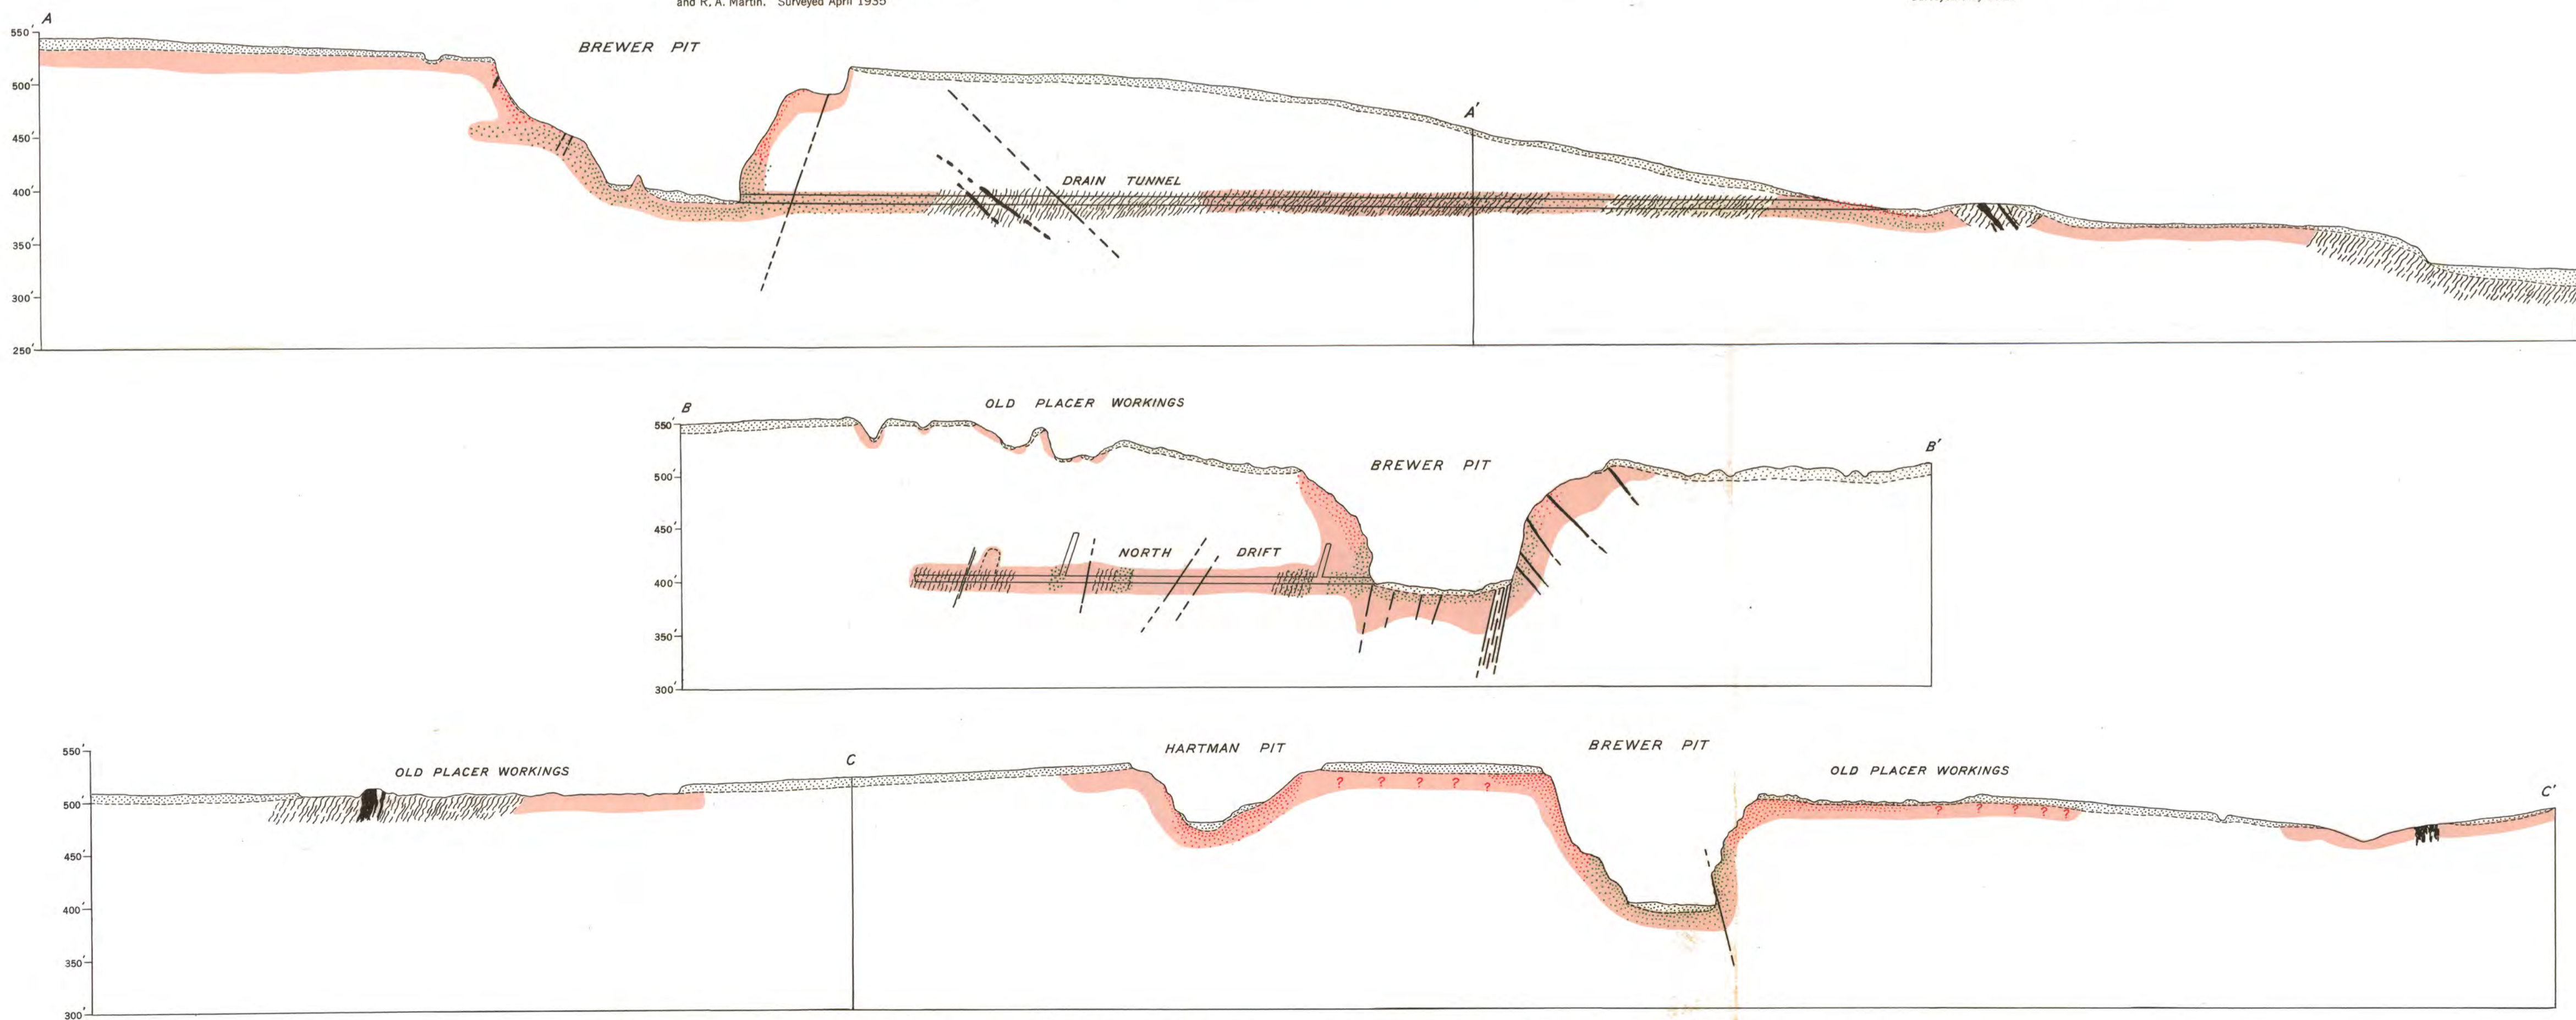 and R. A. Martin. Surveyed April 1935
A
550'
BREWER PIT
500'
A'
450'
DRAIN TUNNEL
400'
350'
300'
250'
B
OLD PLACER WORKINGS
550'
B'
BREWER PIT
500'
450'
NORTH DRIFT
400'
350'
300'
550'
OLD PLACER WORKINGS
C
HARTMAN PIT
BREWER PIT
OLD PLACER WORKINGS
C'
? ? ? ? ?
? ? ? ? ?
500'
450'
400'
350'
300'